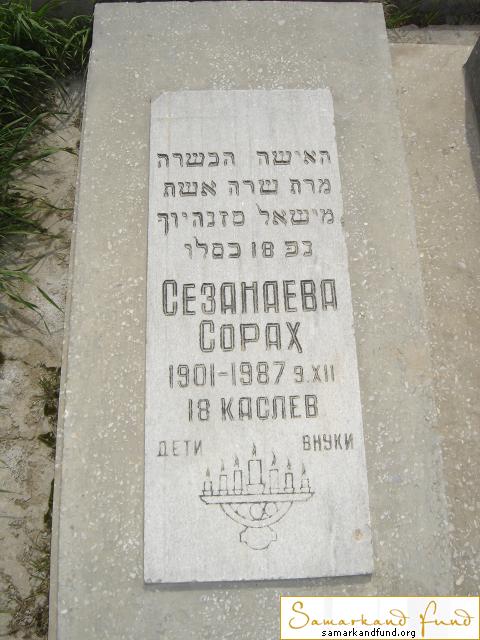 האישה הכשרה
מרת שרה אשת
מישאל סזנהיוף
נפ 18 כסלו
СЕЗАНАЕВА
СОРАХ
1901-1987 9.XII
18 КАСЛЕВ
ДЕТИ ВНУКИ
Samarkand Fund
samarkandfund.org